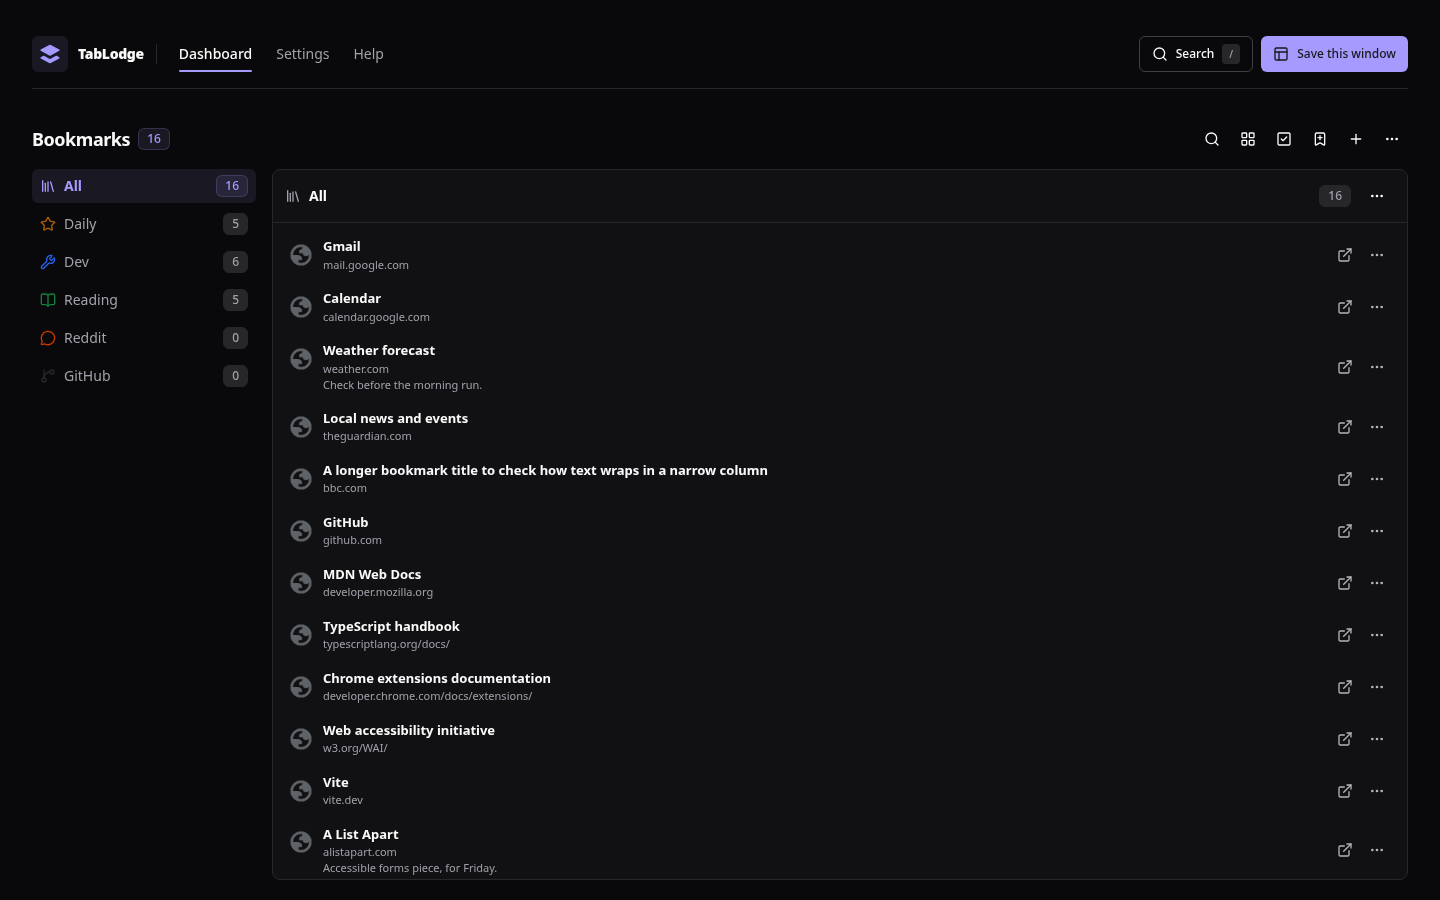 TabLodge
Dashboard
Settings
Help
Search /
Save this window
Bookmarks 16
All 16
Daily 5
Dev 6
Reading 5
Reddit 0
GitHub 0
All 16
Gmail
mail.google.com
Calendar
calendar.google.com
Weather forecast
weather.com
Check before the morning run.
Local news and events
theguardian.com
A longer bookmark title to check how text wraps in a narrow column
bbc.com
GitHub
github.com
MDN Web Docs
developer.mozilla.org
TypeScript handbook
typescriptlang.org/docs/
Chrome extensions documentation
developer.chrome.com/docs/extensions/
Web accessibility initiative
w3.org/WAI/
Vite
vite.dev
A List Apart
alistapart.com
Accessible forms piece, for Friday.